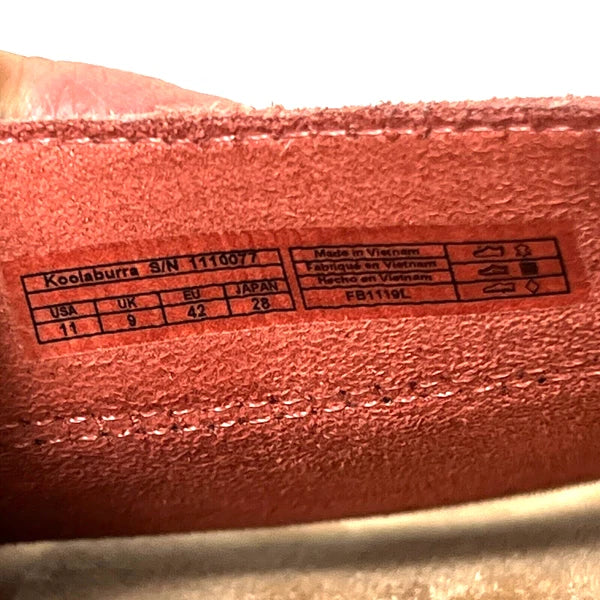 Koolaburra S/N 1110077
USA UK EU JAPAN
11 9 42 28
Made in Vietnam
Fabriqué en Vietnam
Hecho en Vietnam
FB1119L